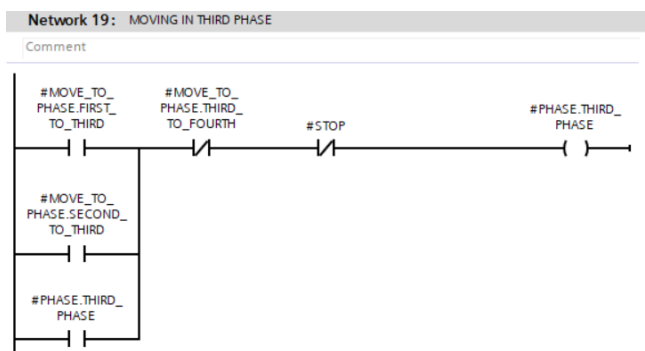 Network 19: MOVING IN THIRD PHASE
Comment
#MOVE_TO_
PHASE.FIRST_
TO_THIRD
#MOVE_TO_
PHASE.THIRD_
TO_FOURTH
#STOP
#PHASE.THIRD_
PHASE
#MOVE_TO_
PHASE.SECOND_
TO_THIRD
#PHASE.THIRD_
PHASE